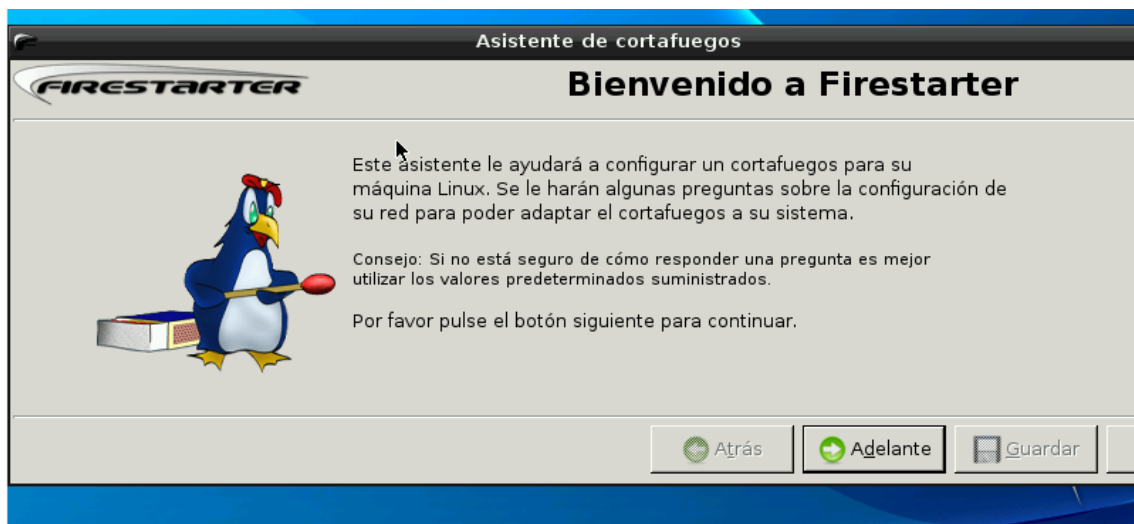 Asistente de cortafuegos
FIRESTARTER
Bienvenido a Firestarter
Este asistente le ayudará a configurar un cortafuegos para su
máquina Linux. Se le harán algunas preguntas sobre la configuración de
su red para poder adaptar el cortafuegos a su sistema.
Consejo: Si no está seguro de cómo responder una pregunta es mejor
utilizar los valores predeterminados suministrados.
Por favor pulse el botón siguiente para continuar.
Atrás
Adelante
Guardar